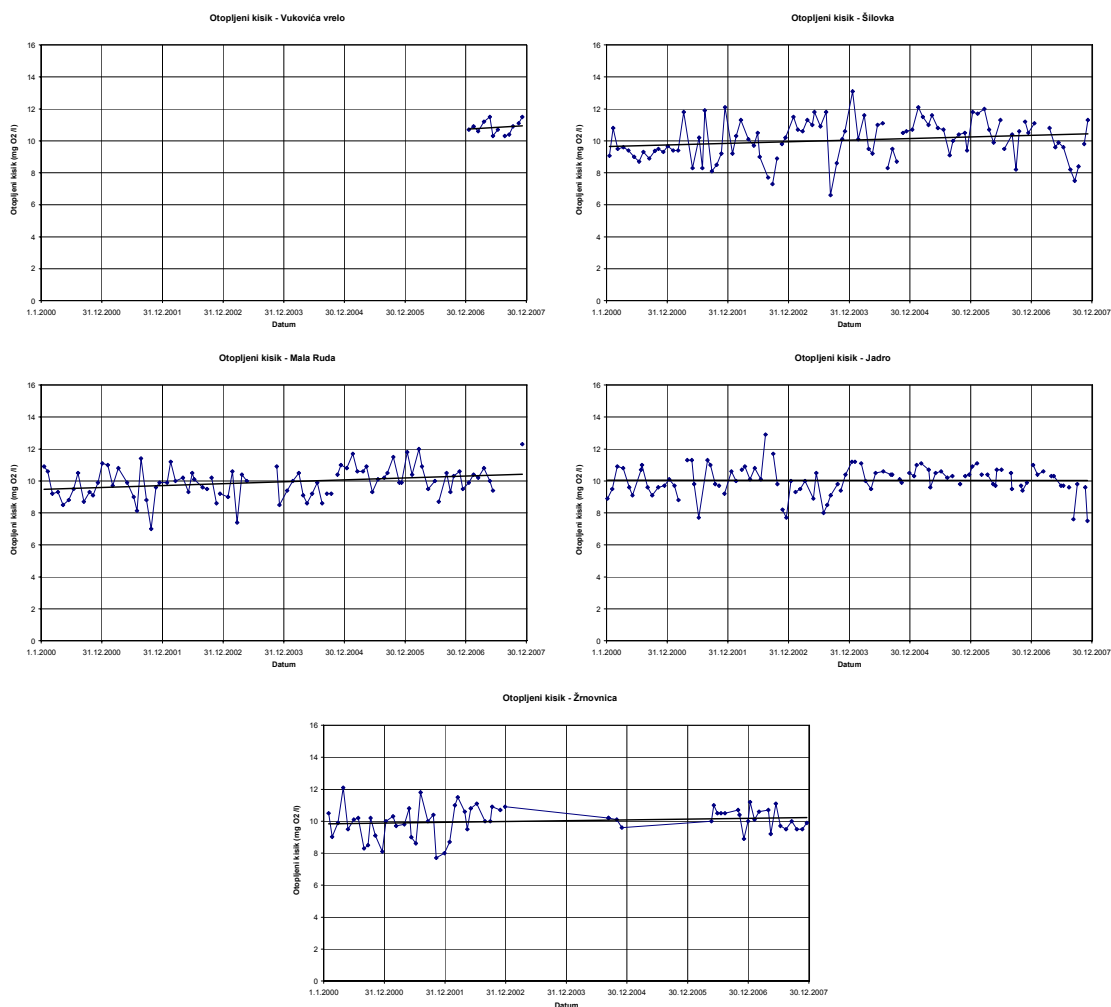 Otopljeni kisik - Vukovića vrelo
Otopljeni kisik (mg O2 /l)
16
14
12
10
8
6
4
2
0
1.1.2000 31.12.2000 31.12.2001 31.12.2002 31.12.2003 30.12.2004 30.12.2005 30.12.2006 30.12.2007
Datum
Otopljeni kisik - Šilovka
Otopljeni kisik (mg O2 /l)
16
14
12
10
8
6
4
2
0
1.1.2000 31.12.2000 31.12.2001 31.12.2002 31.12.2003 30.12.2004 30.12.2005 30.12.2006 30.12.2007
Datum
Otopljeni kisik - Mala Ruda
Otopljeni kisik (mg O2 /l)
16
14
12
10
8
6
4
2
0
1.1.2000 31.12.2000 31.12.2001 31.12.2002 31.12.2003 30.12.2004 30.12.2005 30.12.2006 30.12.2007
Datum
Otopljeni kisik - Jadro
Otopljeni kisik (mg O2 /l)
16
14
12
10
8
6
4
2
0
1.1.2000 31.12.2000 31.12.2001 31.12.2002 31.12.2003 30.12.2004 30.12.2005 30.12.2006 30.12.2007
Datum
Otopljeni kisik - Žrnovnica
Otopljeni kisik (mg O2 /l)
16
14
12
10
8
6
4
2
0
1.1.2000 31.12.2000 31.12.2001 31.12.2002 31.12.2003 30.12.2004 30.12.2005 30.12.2006 30.12.2007
Datum